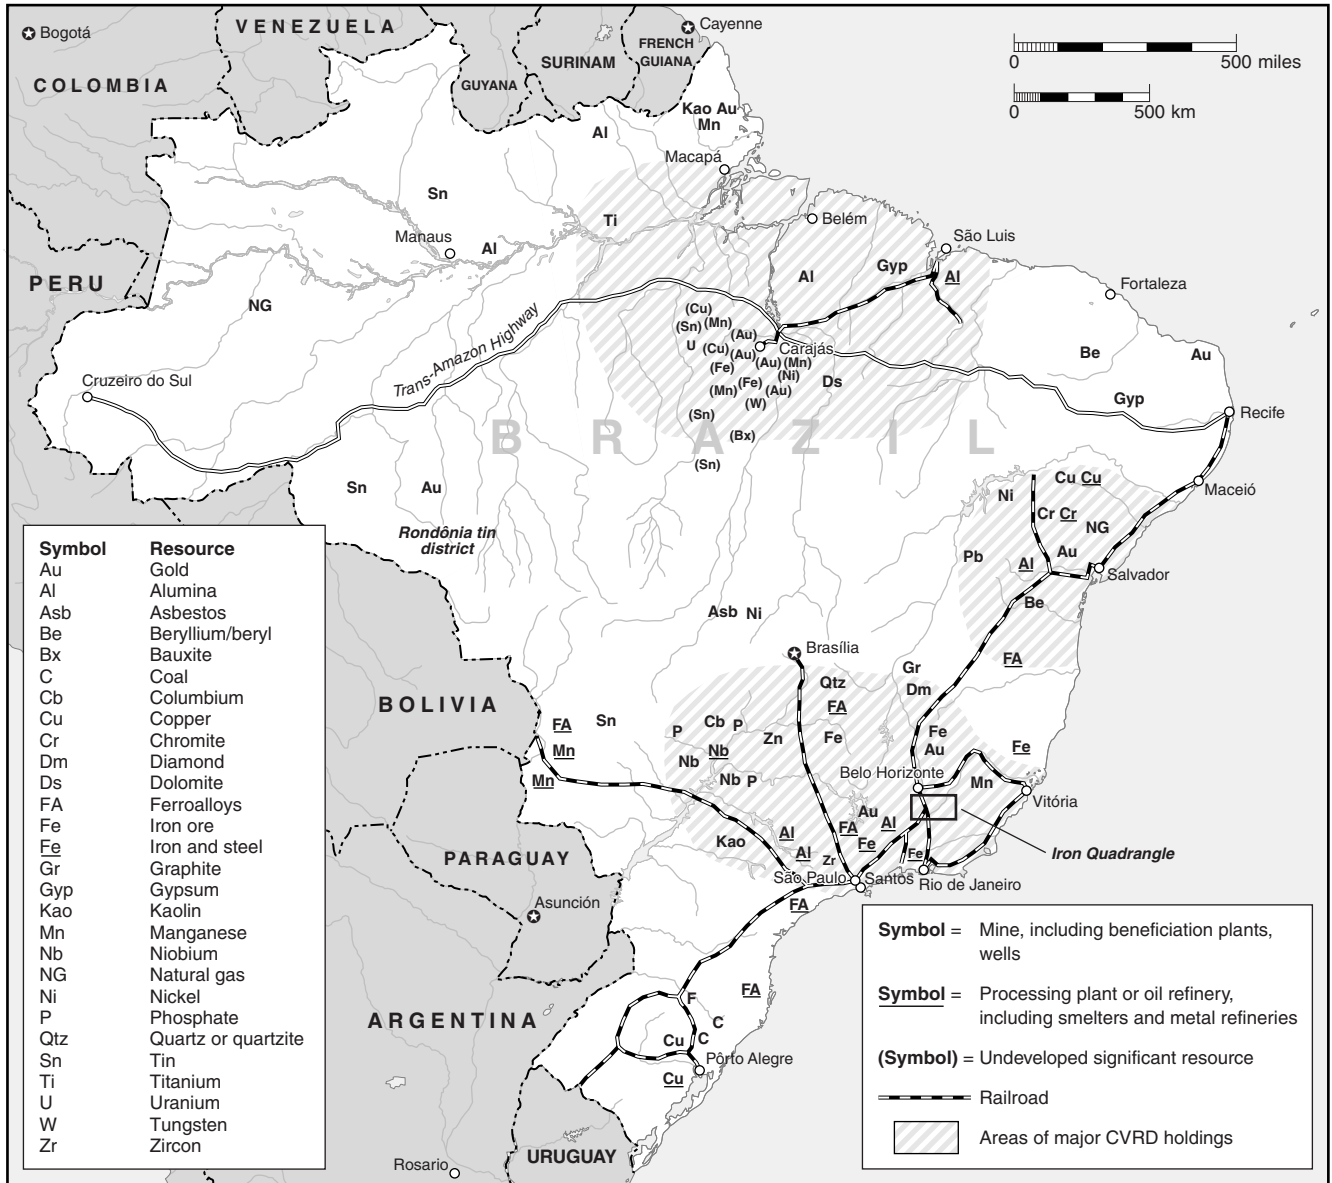 Bogotá
VENEZUELA
Cayenne
FRENCH
GUIANA
SURINAM
GUYANA
COLOMBIA
0 500 miles
0 500 km
Kao Au
Mn
Al
Macapá
Sn
Ti
Belém
Manaus
Al
São Luis
PERU
NG
Al
Gyp
Al
Fortaleza
Trans-Amazon Highway
(Cu)
(Sn)
(Mn)
(Au)
U
(Cu)
(Au)
Carajás
(Fe)
(Au)
(Mn)
(Ni)
(Mn)
(Fe)
(Au)
(W)
Ds
(Sn)
(Bx)
(Sn)
Be
Au
Gyp
Cruzeiro do Sul
Recife
BRAZIL
Maceió
Sn
Au
Rondônia tin
district
Ni
Cu Cu
Cr Cr
NG
Pb
Al
Au
Salvador
Be
FA
Asb Ni
Brasília
Gr
Dm
Qtz
FA
Fe
Fe
Au
Fe
BOLIVIA
FA
Mn
Mn
Sn
P
Cb
P
Zn
Nb
Nb
Nb
P
Belo Horizonte
Mn
Vitória
Au
FA
Al
Fe
Fe
Kao
Al
Al
Zr
Iron Quadrangle
São Paulo
Santos
Rio de Janeiro
PARAGUAY
Asunción
FA
FA
ARGENTINA
F
C
C
Cu
Pôrto Alegre
Cu
Rosario
URUGUAY
Symbol Resource
Au Gold
Al Alumina
Asb Asbestos
Be Beryllium/beryl
Bx Bauxite
C Coal
Cb Columbium
Cu Copper
Cr Chromite
Dm Diamond
Ds Dolomite
FA Ferroalloys
Fe Iron ore
Fe Iron and steel
Gr Graphite
Gyp Gypsum
Kao Kaolin
Mn Manganese
Nb Niobium
NG Natural gas
Ni Nickel
P Phosphate
Qtz Quartz or quartzite
Sn Tin
Ti Titanium
U Uranium
W Tungsten
Zr Zircon
Symbol = Mine, including beneficiation plants,
wells
Symbol = Processing plant or oil refinery,
including smelters and metal refineries
(Symbol) = Undeveloped significant resource
Railroad
Areas of major CVRD holdings